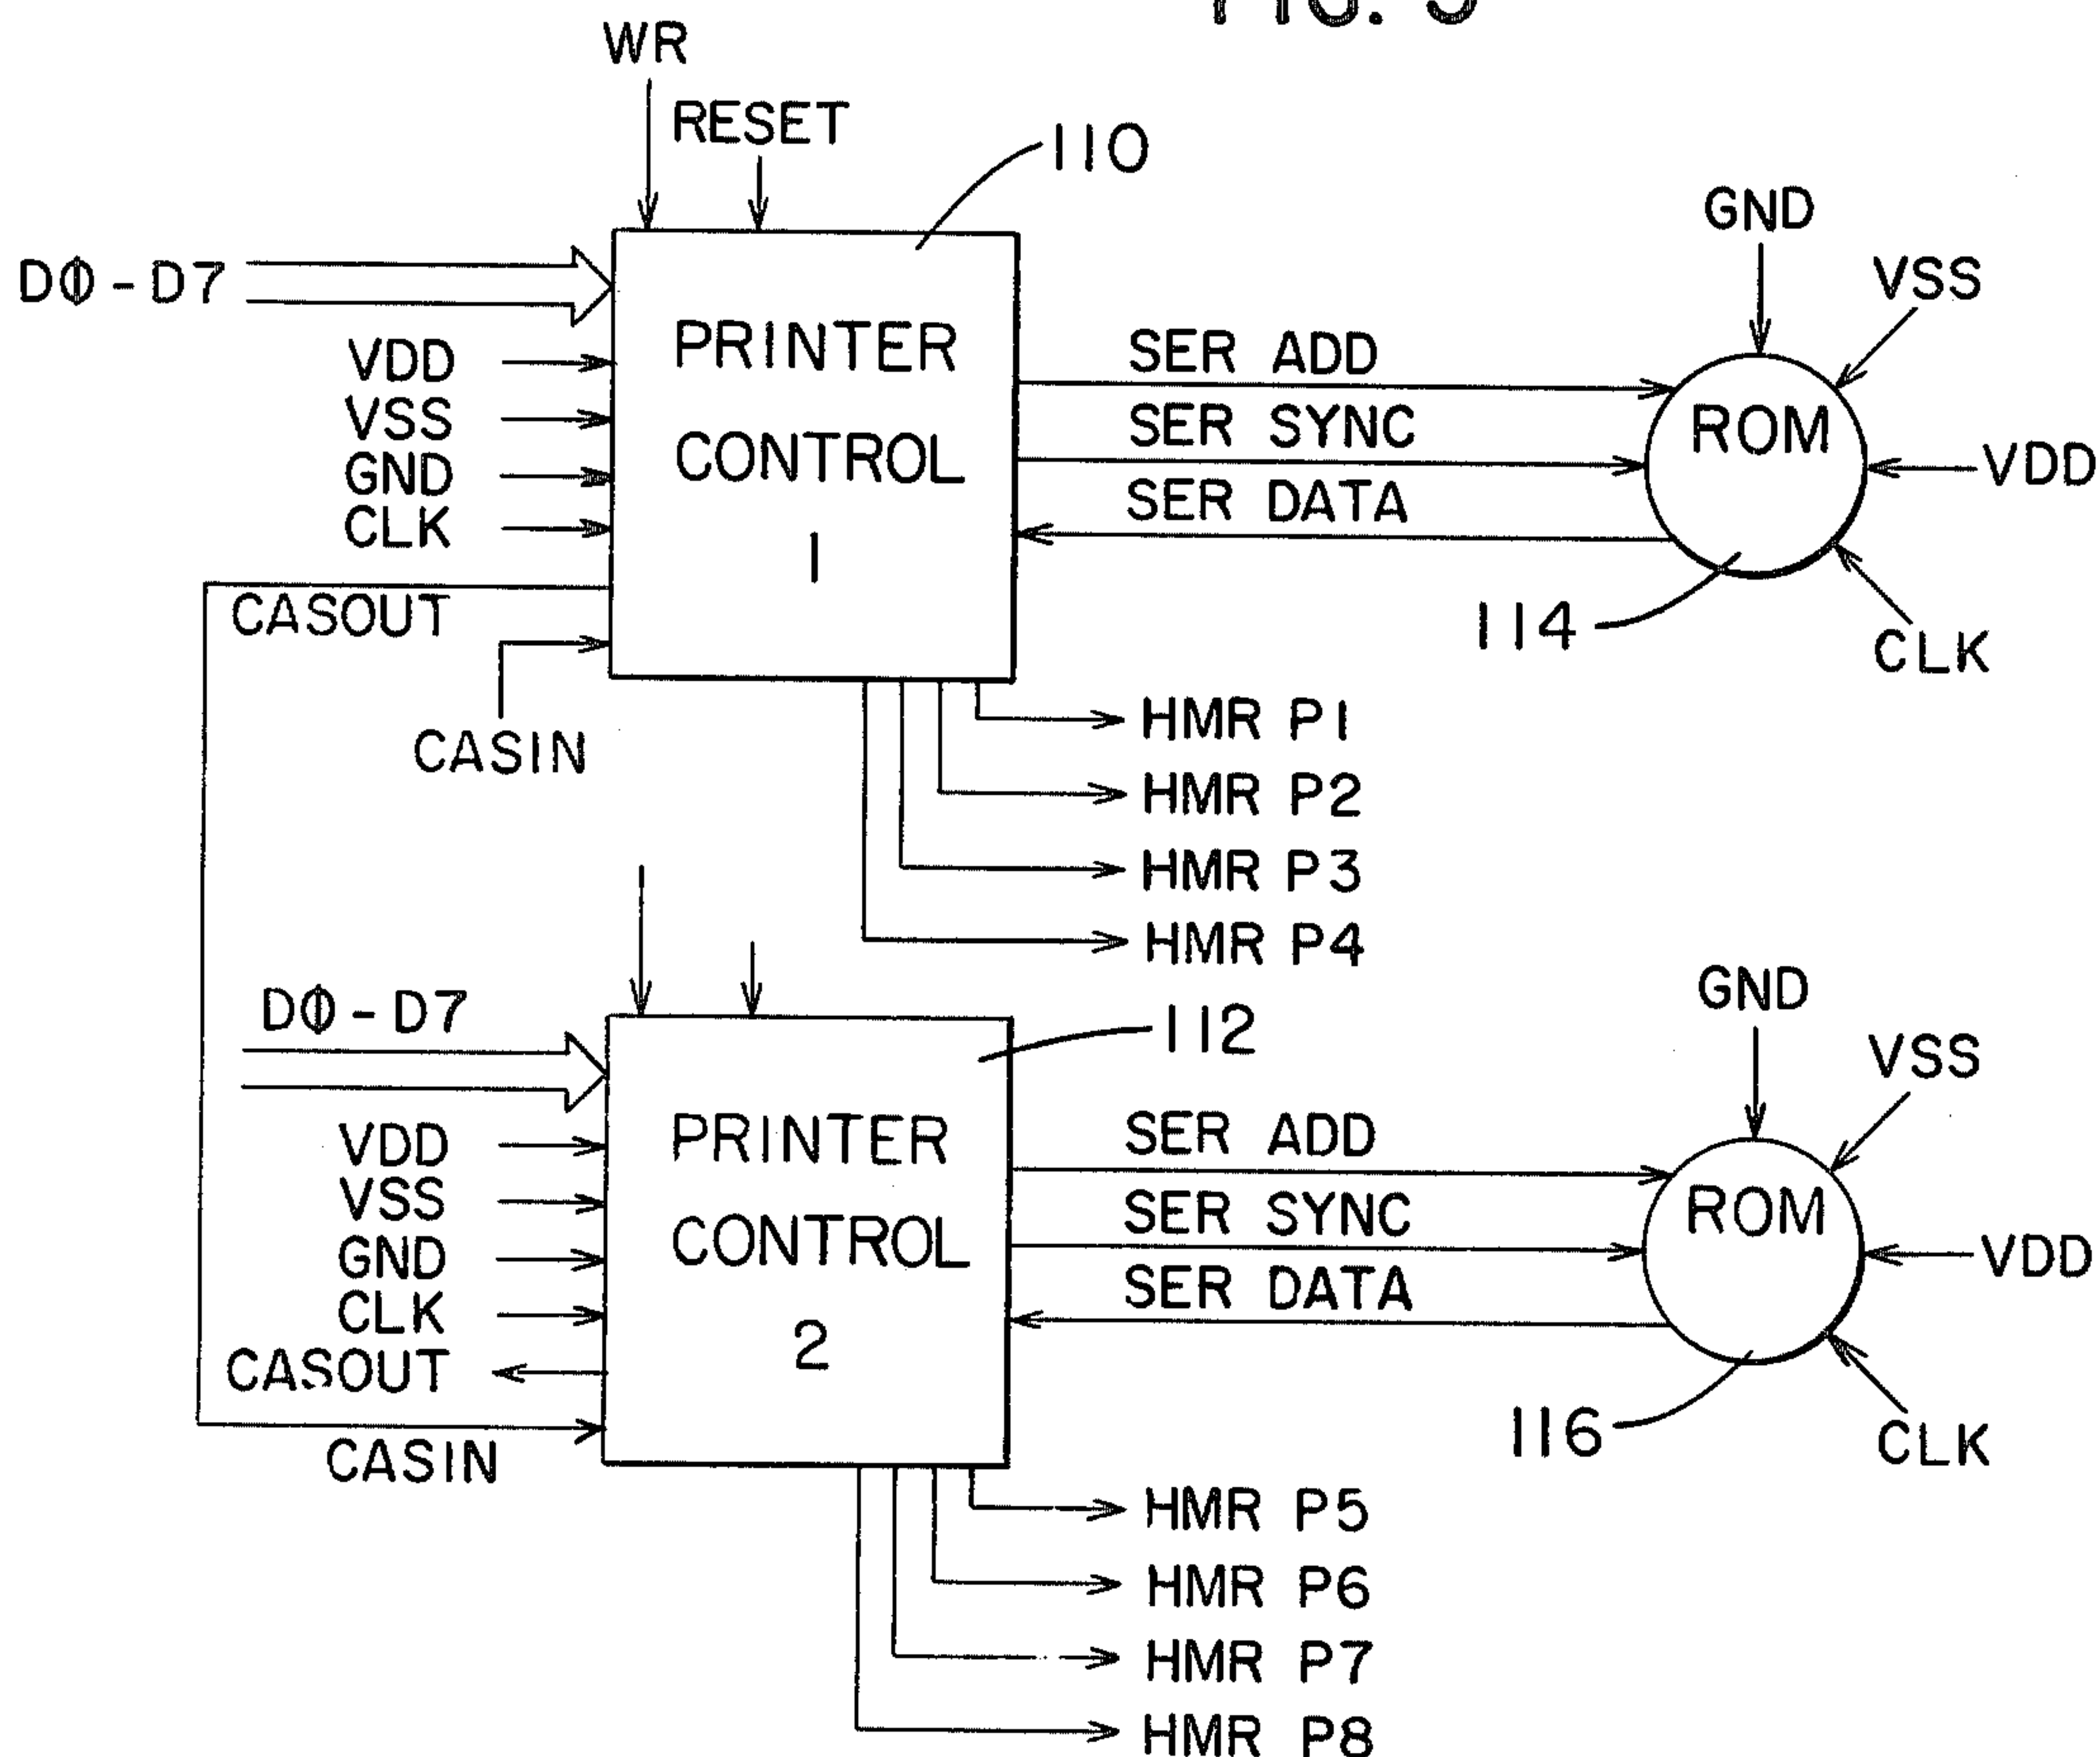 WR
RESET
110
GND
VSS
DΦ-D7
PRINTER
CONTROL
1
VDD
VSS
GND
CLK
CASOUT
CASIN
SER ADD
SER SYNC
SER DATA
ROM
VDD
114
CLK
HMR P1
HMR P2
HMR P3
HMR P4
DΦ-D7
112
GND
VSS
PRINTER
CONTROL
2
VDD
VSS
GND
CLK
CASOUT
CASIN
SER ADD
SER SYNC
SER DATA
ROM
VDD
116
CLK
HMR P5
HMR P6
HMR P7
HMR P8